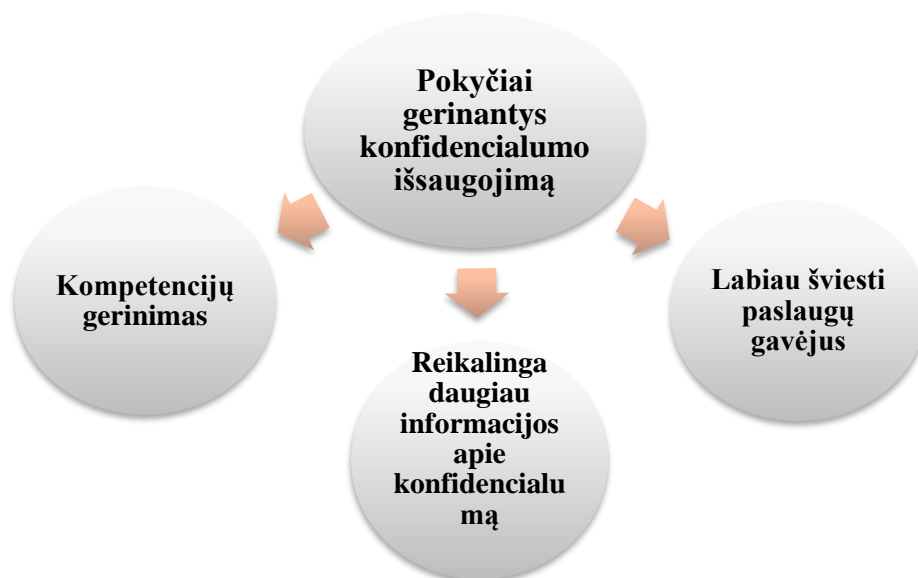 Pokyčiai
gerinantys
konfidencialumo
išsaugojimą
Kompetencijų
gerinimas
Labiau šviesti
paslaugų
gavėjus
Reikalinga
daugiau
informacijos
apie
konfidencialu
mą